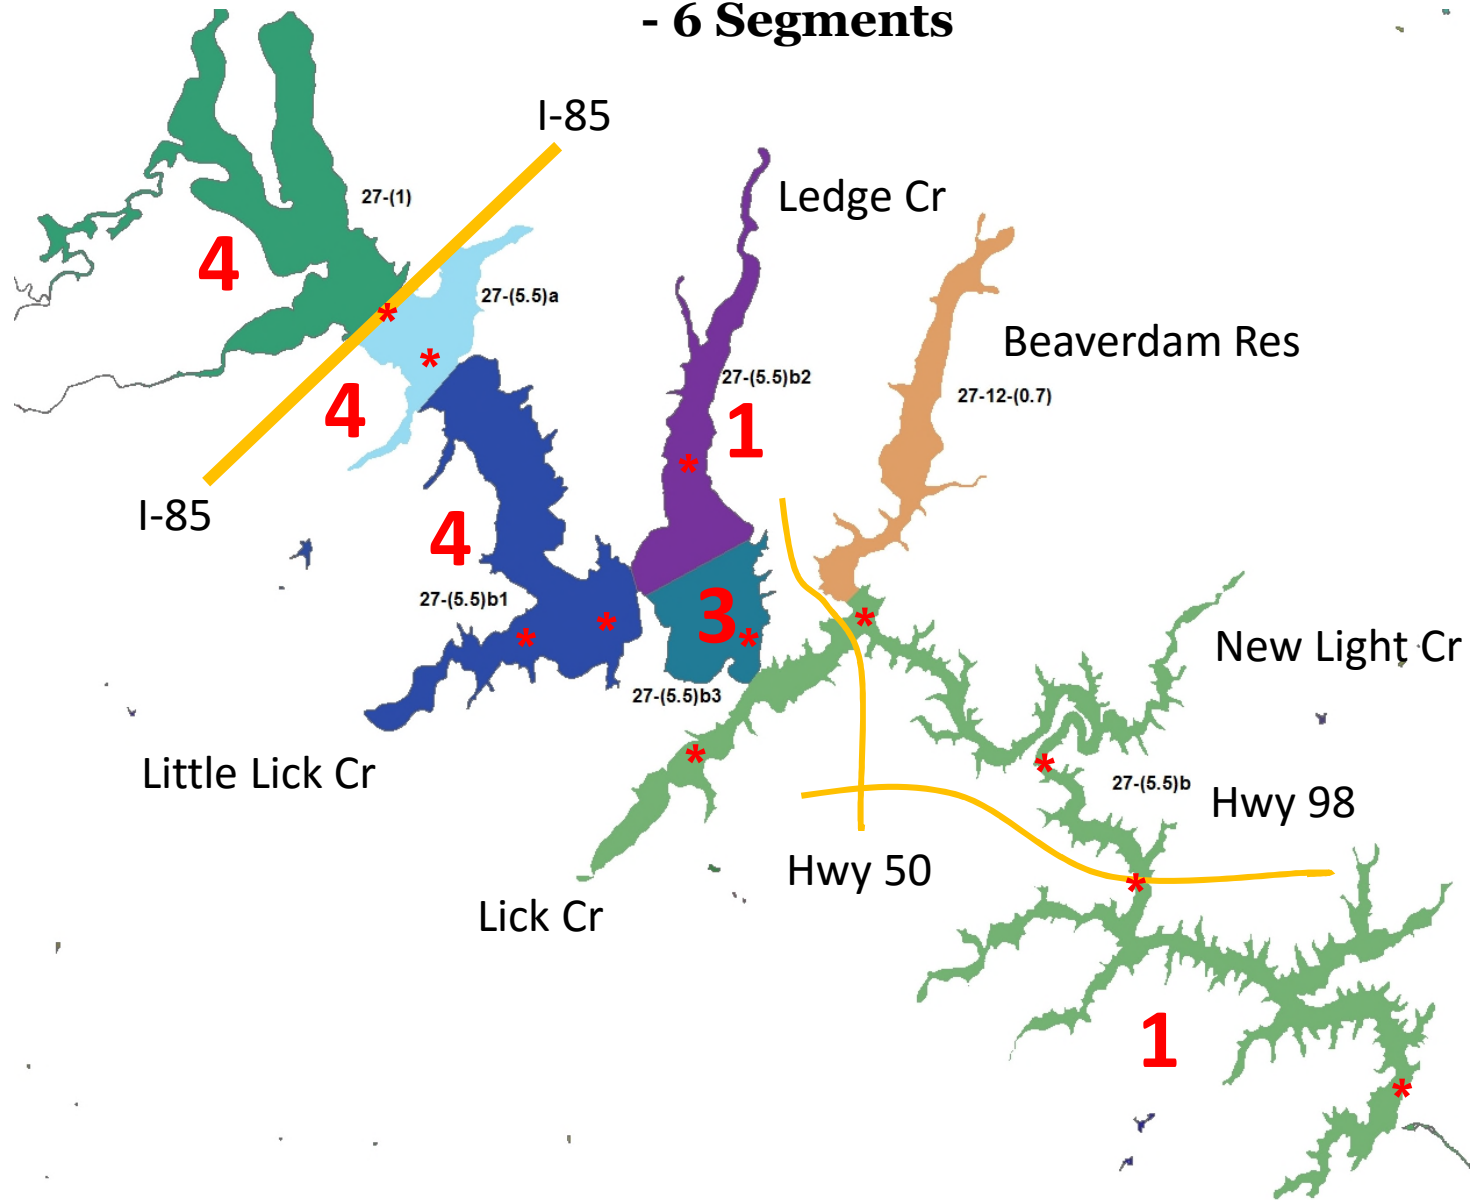 - 6 Segments
I-85
27-(1)
Ledge Cr
4
27-(5.5)a
Beaverdam Res
27-(5.5)b2
27-12-(0.7)
4
1
I-85
4
27-(5.5)b1
3
New Light Cr
27-(5.5)b3
Little Lick Cr
27-(5.5)b
Hwy 98
Hwy 50
Lick Cr
1
* * * * * * * * * * *